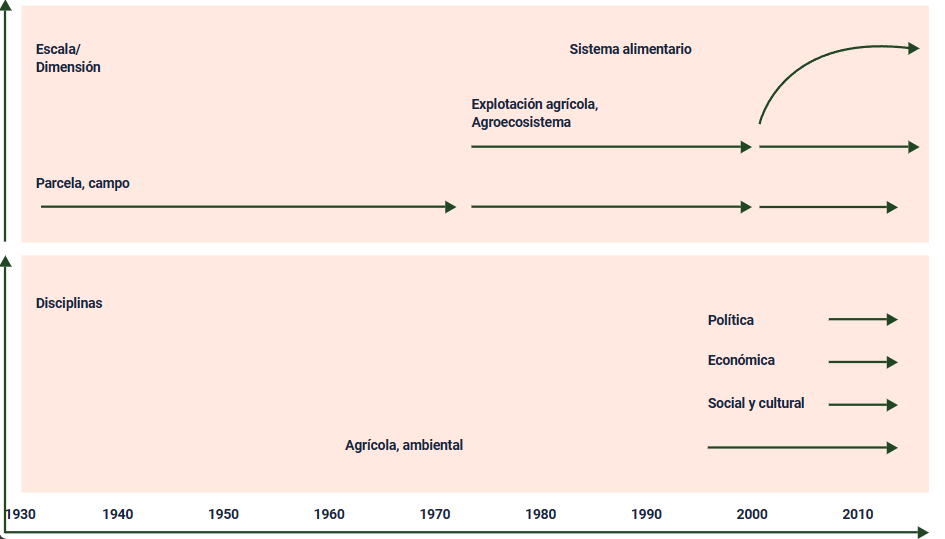 Escala/
Dimensión
Sistema alimentario
Explotación agrícola,
Agroecosistema
Parcela, campo
Disciplinas
Política
Económica
Social y cultural
Agrícola, ambiental
1930 1940 1950 1960 1970 1980 1990 2000 2010